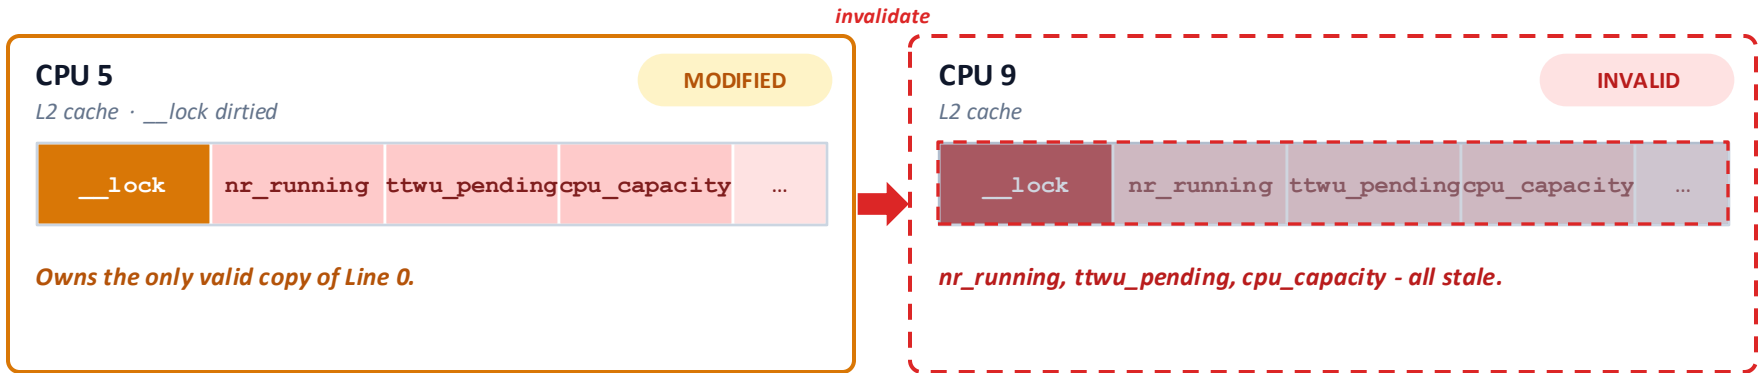 invalidate
CPU 5
MODIFIED
L2 cache · __lock dirtied
__lock nr_running ttwu_pending cpu_capacity ...
Owns the only valid copy of Line 0.
CPU 9
INVALID
L2 cache
__lock nr_running ttwu_pending cpu_capacity ...
nr_running, ttwu_pending, cpu_capacity - all stale.